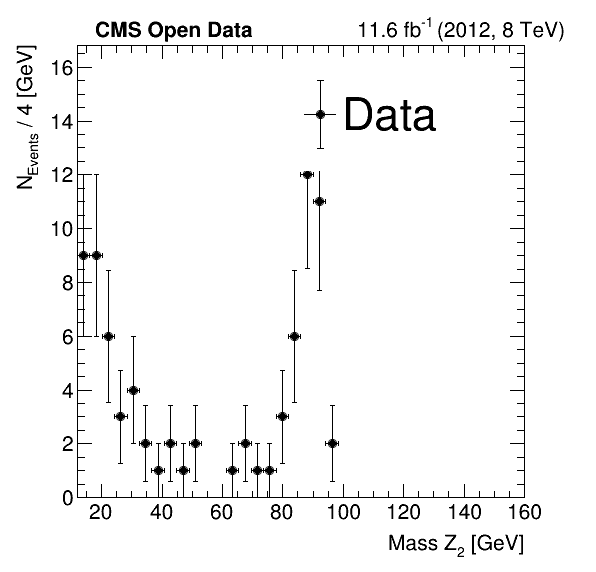 CMS Open Data
11.6 fb⁻¹ (2012, 8 TeV)
N_Events / 4 [GeV]
16
14
12
10
8
6
4
2
0
Data
20 40 60 80 100 120 140 160
Mass Z₂ [GeV]